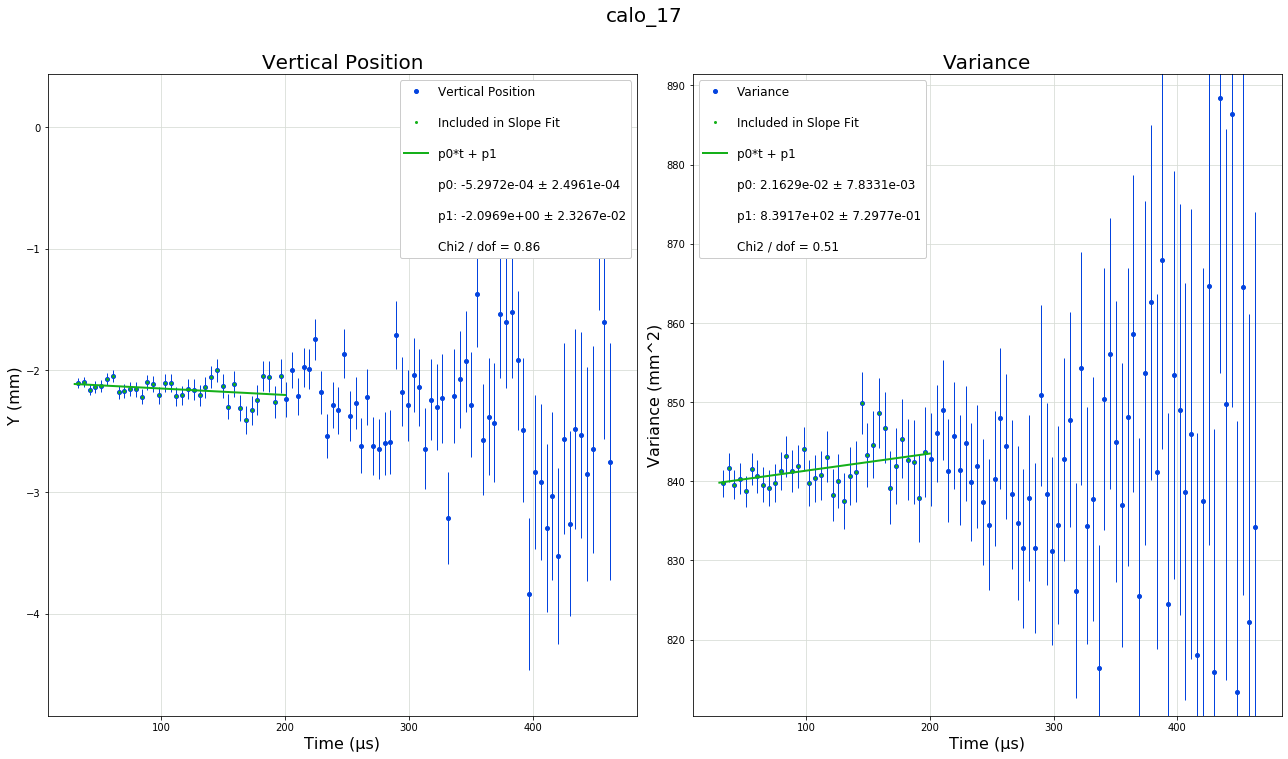 calo_17
Vertical Position
Vertical Position
Included in Slope Fit
p0*t + p1
p0: -5.2972e-04 ± 2.4961e-04
p1: -2.0969e+00 ± 2.3267e-02
Chi2 / dof = 0.86
0
−1
−2
−3
−4
Y (mm)
100
200
300
400
Time (μs)
Variance
Variance
Included in Slope Fit
p0*t + p1
p0: 2.1629e-02 ± 7.8331e-03
p1: 8.3917e+02 ± 7.2977e-01
Chi2 / dof = 0.51
890
880
870
860
850
840
830
820
Variance (mm^2)
100
200
300
400
Time (μs)